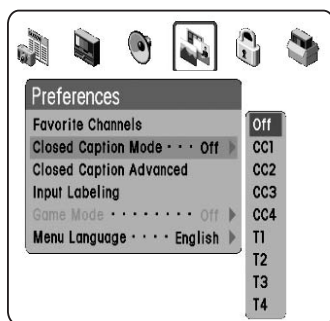 Preferences
Favorite Channels
Closed Caption Mode · · · Off
Closed Caption Advanced
Input Labeling
Game Mode · · · · · · · · Off
Menu Language · · · · English
Off
CC1
CC2
CC3
CC4
T1
T2
T3
T4